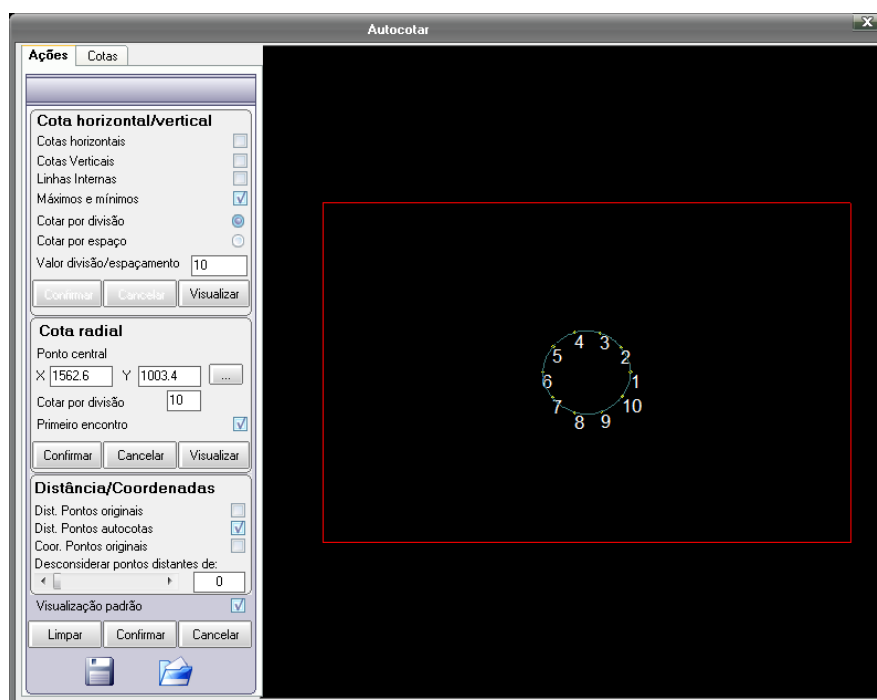 Autocotar
X
Ações Cotas
Cota horizontal/vertical
Cotas horizontais
Cotas Verticais
Linhas Internas
Máximos e mínimos
Cotar por divisão
Cotar por espaço
Valor divisão/espaçamento 10
Confirmar Cancelar Visualizar
Cota radial
Ponto central
X 1562.6 Y 1003.4 ...
Cotar por divisão 10
Primeiro encontro
Confirmar Cancelar Visualizar
Distância/Coordenadas
Dist. Pontos originais
Dist. Pontos autocotas
Coor. Pontos originais
Desconsiderar pontos distantes de:
0
Visualização padrão
Limpar Confirmar Cancelar
4 3
5 2
6 1
7 10
8 9